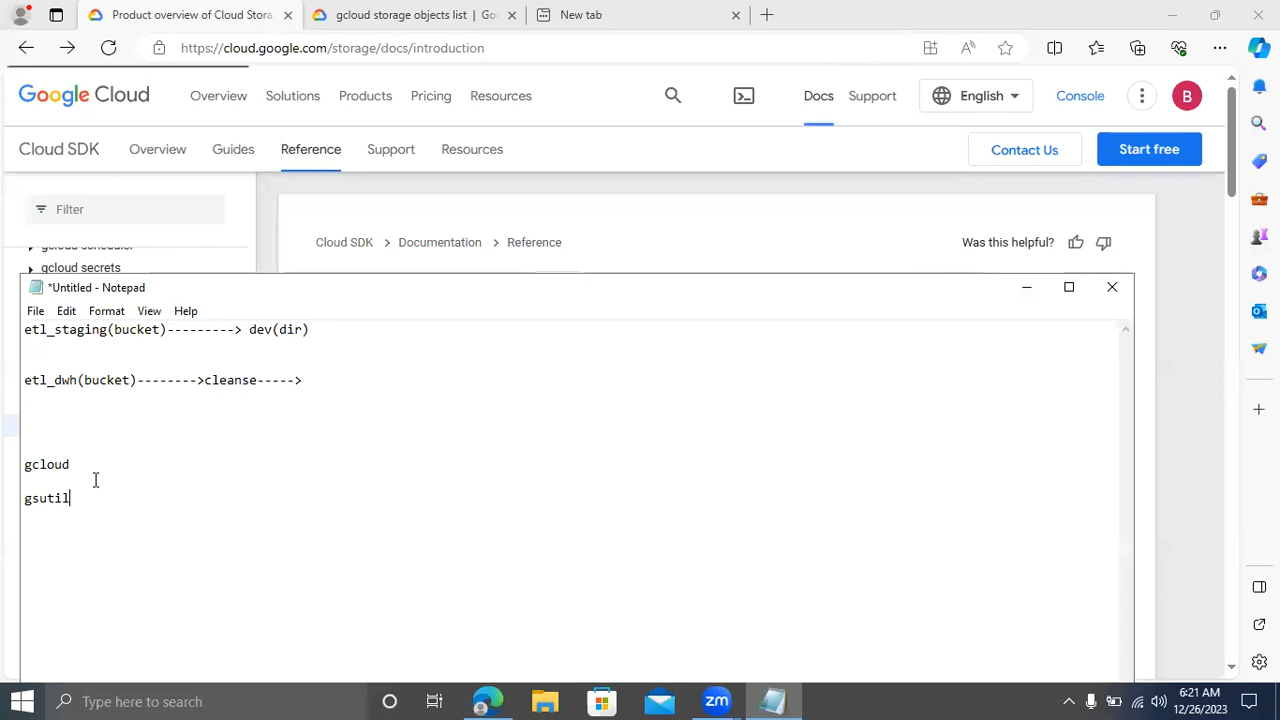 Product overview of Cloud Stora
gcloud storage objects list | Go
New tab
https://cloud.google.com/storage/docs/introduction
Google Cloud
Overview
Solutions
Products
Pricing
Resources
Docs
Support
English
Console
B
Cloud SDK
Overview
Guides
Reference
Support
Resources
Contact Us
Start free
Filter
gcloud scheduler
gcloud secrets
Cloud SDK
Documentation
Reference
Was this helpful?
*Untitled - Notepad
File
Edit
Format
View
Help
etl_staging(bucket)---------> dev(dir)
etl_dwh(bucket)-------->cleanse----->
gcloud
gsutil
Type here to search
zm
6:21 AM
12/26/2023